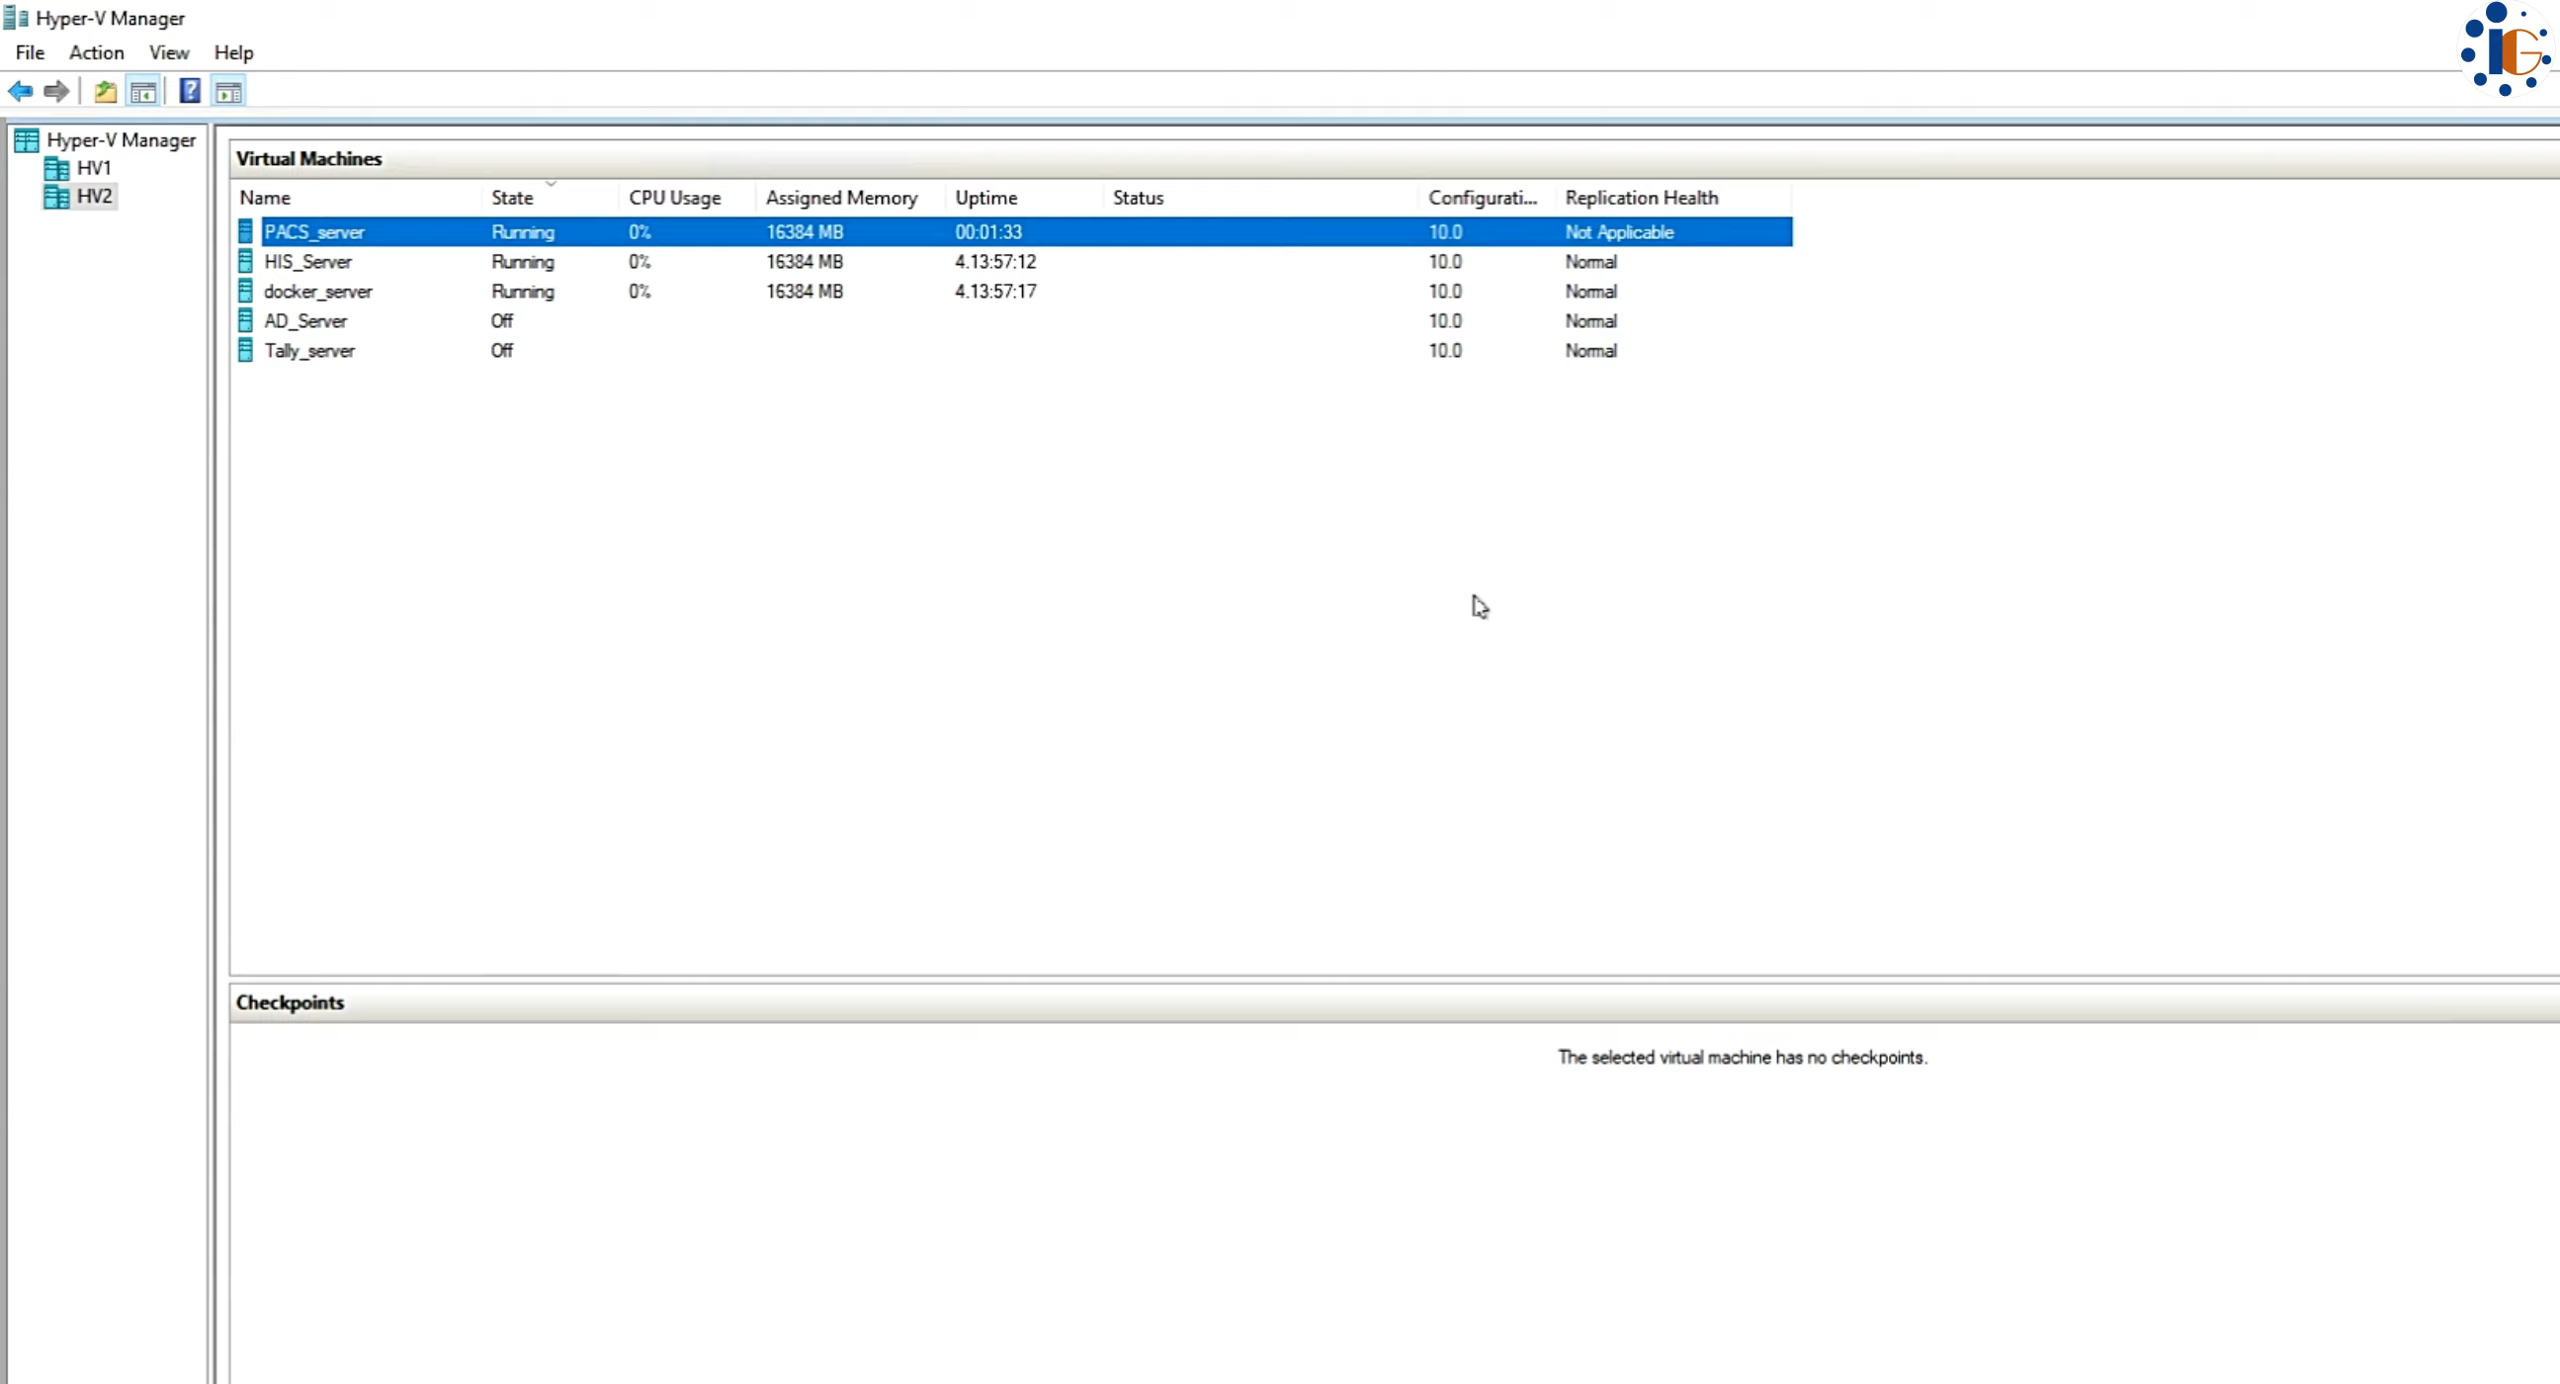 Hyper-V Manager
File Action View Help
IG
Hyper-V Manager
HV1
HV2
Virtual Machines
Name State CPU Usage Assigned Memory Uptime Status Configurati... Replication Health
PACS_server Running 0% 16384 MB 00:01:33 10.0 Not Applicable
HIS_Server Running 0% 16384 MB 4.13:57:12 10.0 Normal
docker_server Running 0% 16384 MB 4.13:57:17 10.0 Normal
AD_Server Off 10.0 Normal
Tally_server Off 10.0 Normal
Checkpoints
The selected virtual machine has no checkpoints.